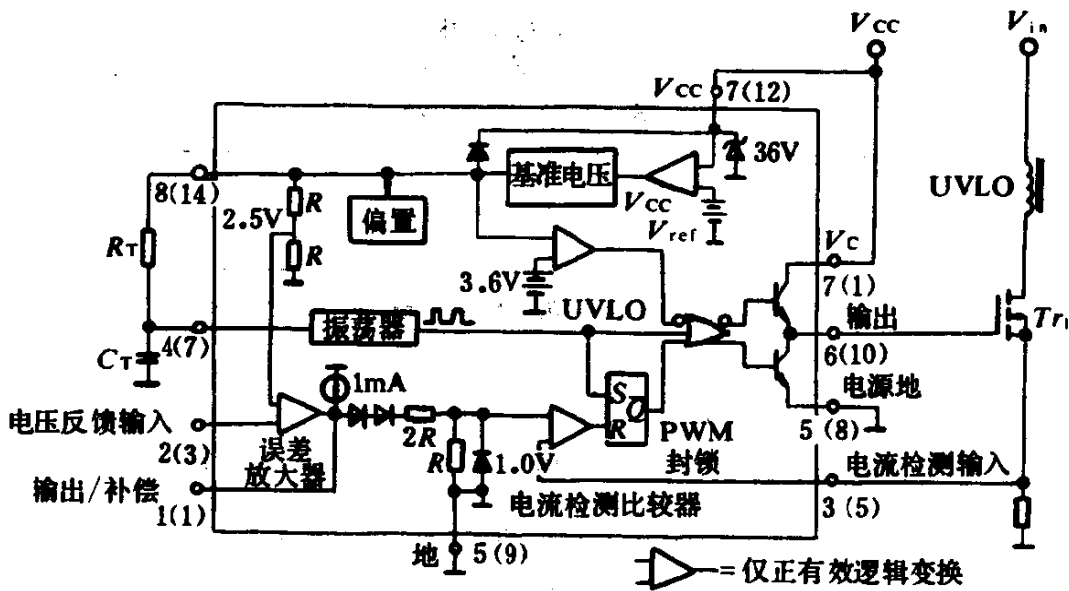 VCC
Vin
VCC 7(12)
36V
基准电压
UVLO
8(14)
R
偏置
VCC
Vref
2.5V
RT
R
3.6V
VC
7(1)
UVLO
输出
振荡器
Tr1
4(7)
6(10)
CT
电源地
1mA
S
Q
电压反馈输入
2R
R
PWM
5(8)
2(3)
误差
放大器
R
1.0V
封锁
电流检测输入
输出/补偿
电流检测比较器
1(1)
3(5)
地
5(9)
=仅正有效逻辑变换